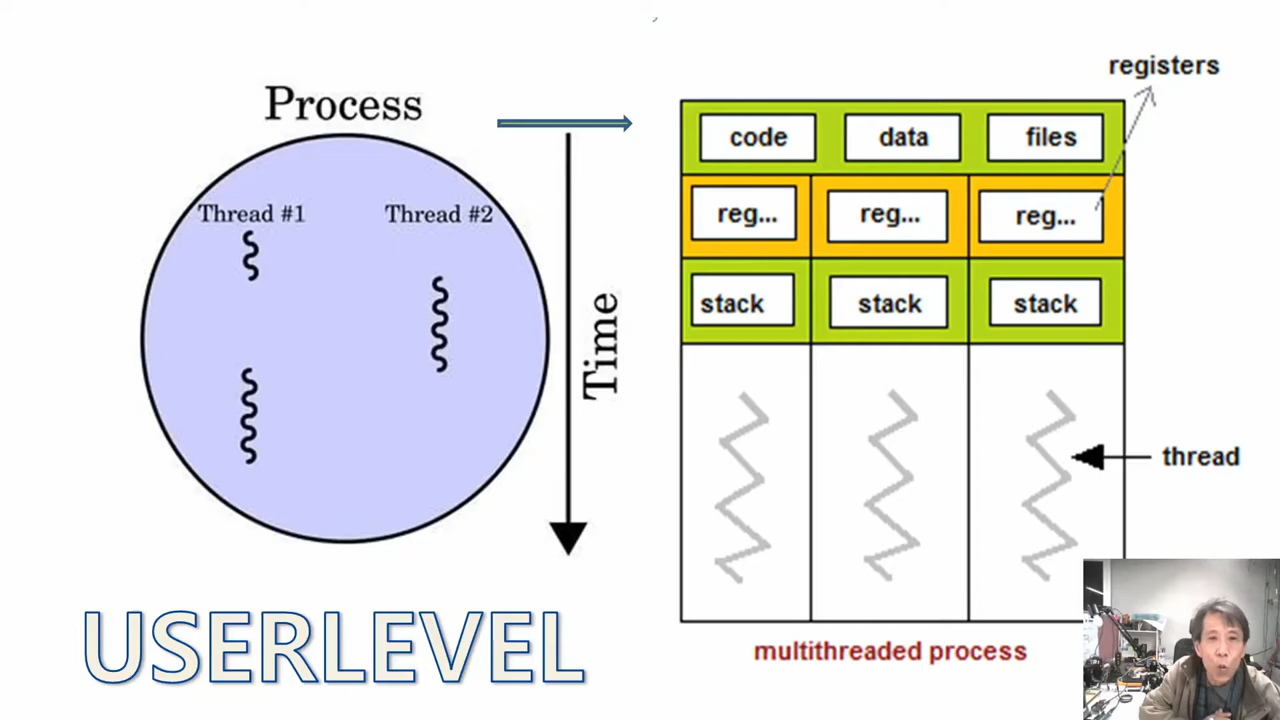 Process
Thread #1 Thread #2
Time
USERLEVEL
registers
code data files
reg... reg... reg...
stack stack stack
thread
multithreaded process